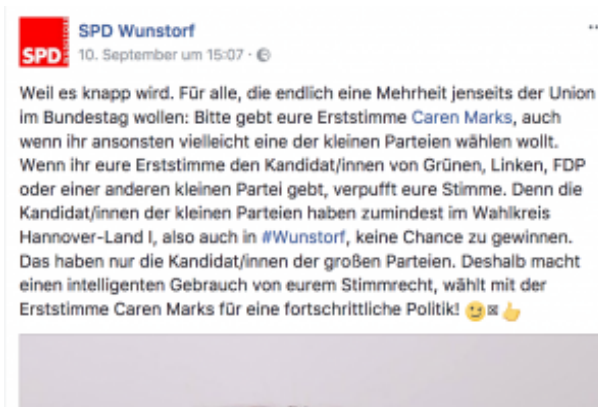 SPD Wunstorf
SPD
10. September um 15:07 ·
Weil es knapp wird. Für alle, die endlich eine Mehrheit jenseits der Union
im Bundestag wollen: Bitte gebt eure Erststimme Caren Marks, auch
wenn ihr ansonsten vielleicht eine der kleinen Parteien wählen wollt.
Wenn ihr eure Erststimme den Kandidat/innen von Grünen, Linken, FDP
oder einer anderen kleinen Partei gebt, verpufft eure Stimme. Denn die
Kandidat/innen der kleinen Parteien haben zumindest im Wahlkreis
Hannover-Land I, also auch in #Wunstorf, keine Chance zu gewinnen.
Das haben nur die Kandidat/innen der großen Parteien. Deshalb macht
einen intelligenten Gebrauch von eurem Stimmrecht, wählt mit der
Erststimme Caren Marks für eine fortschrittliche Politik! 😉 👍